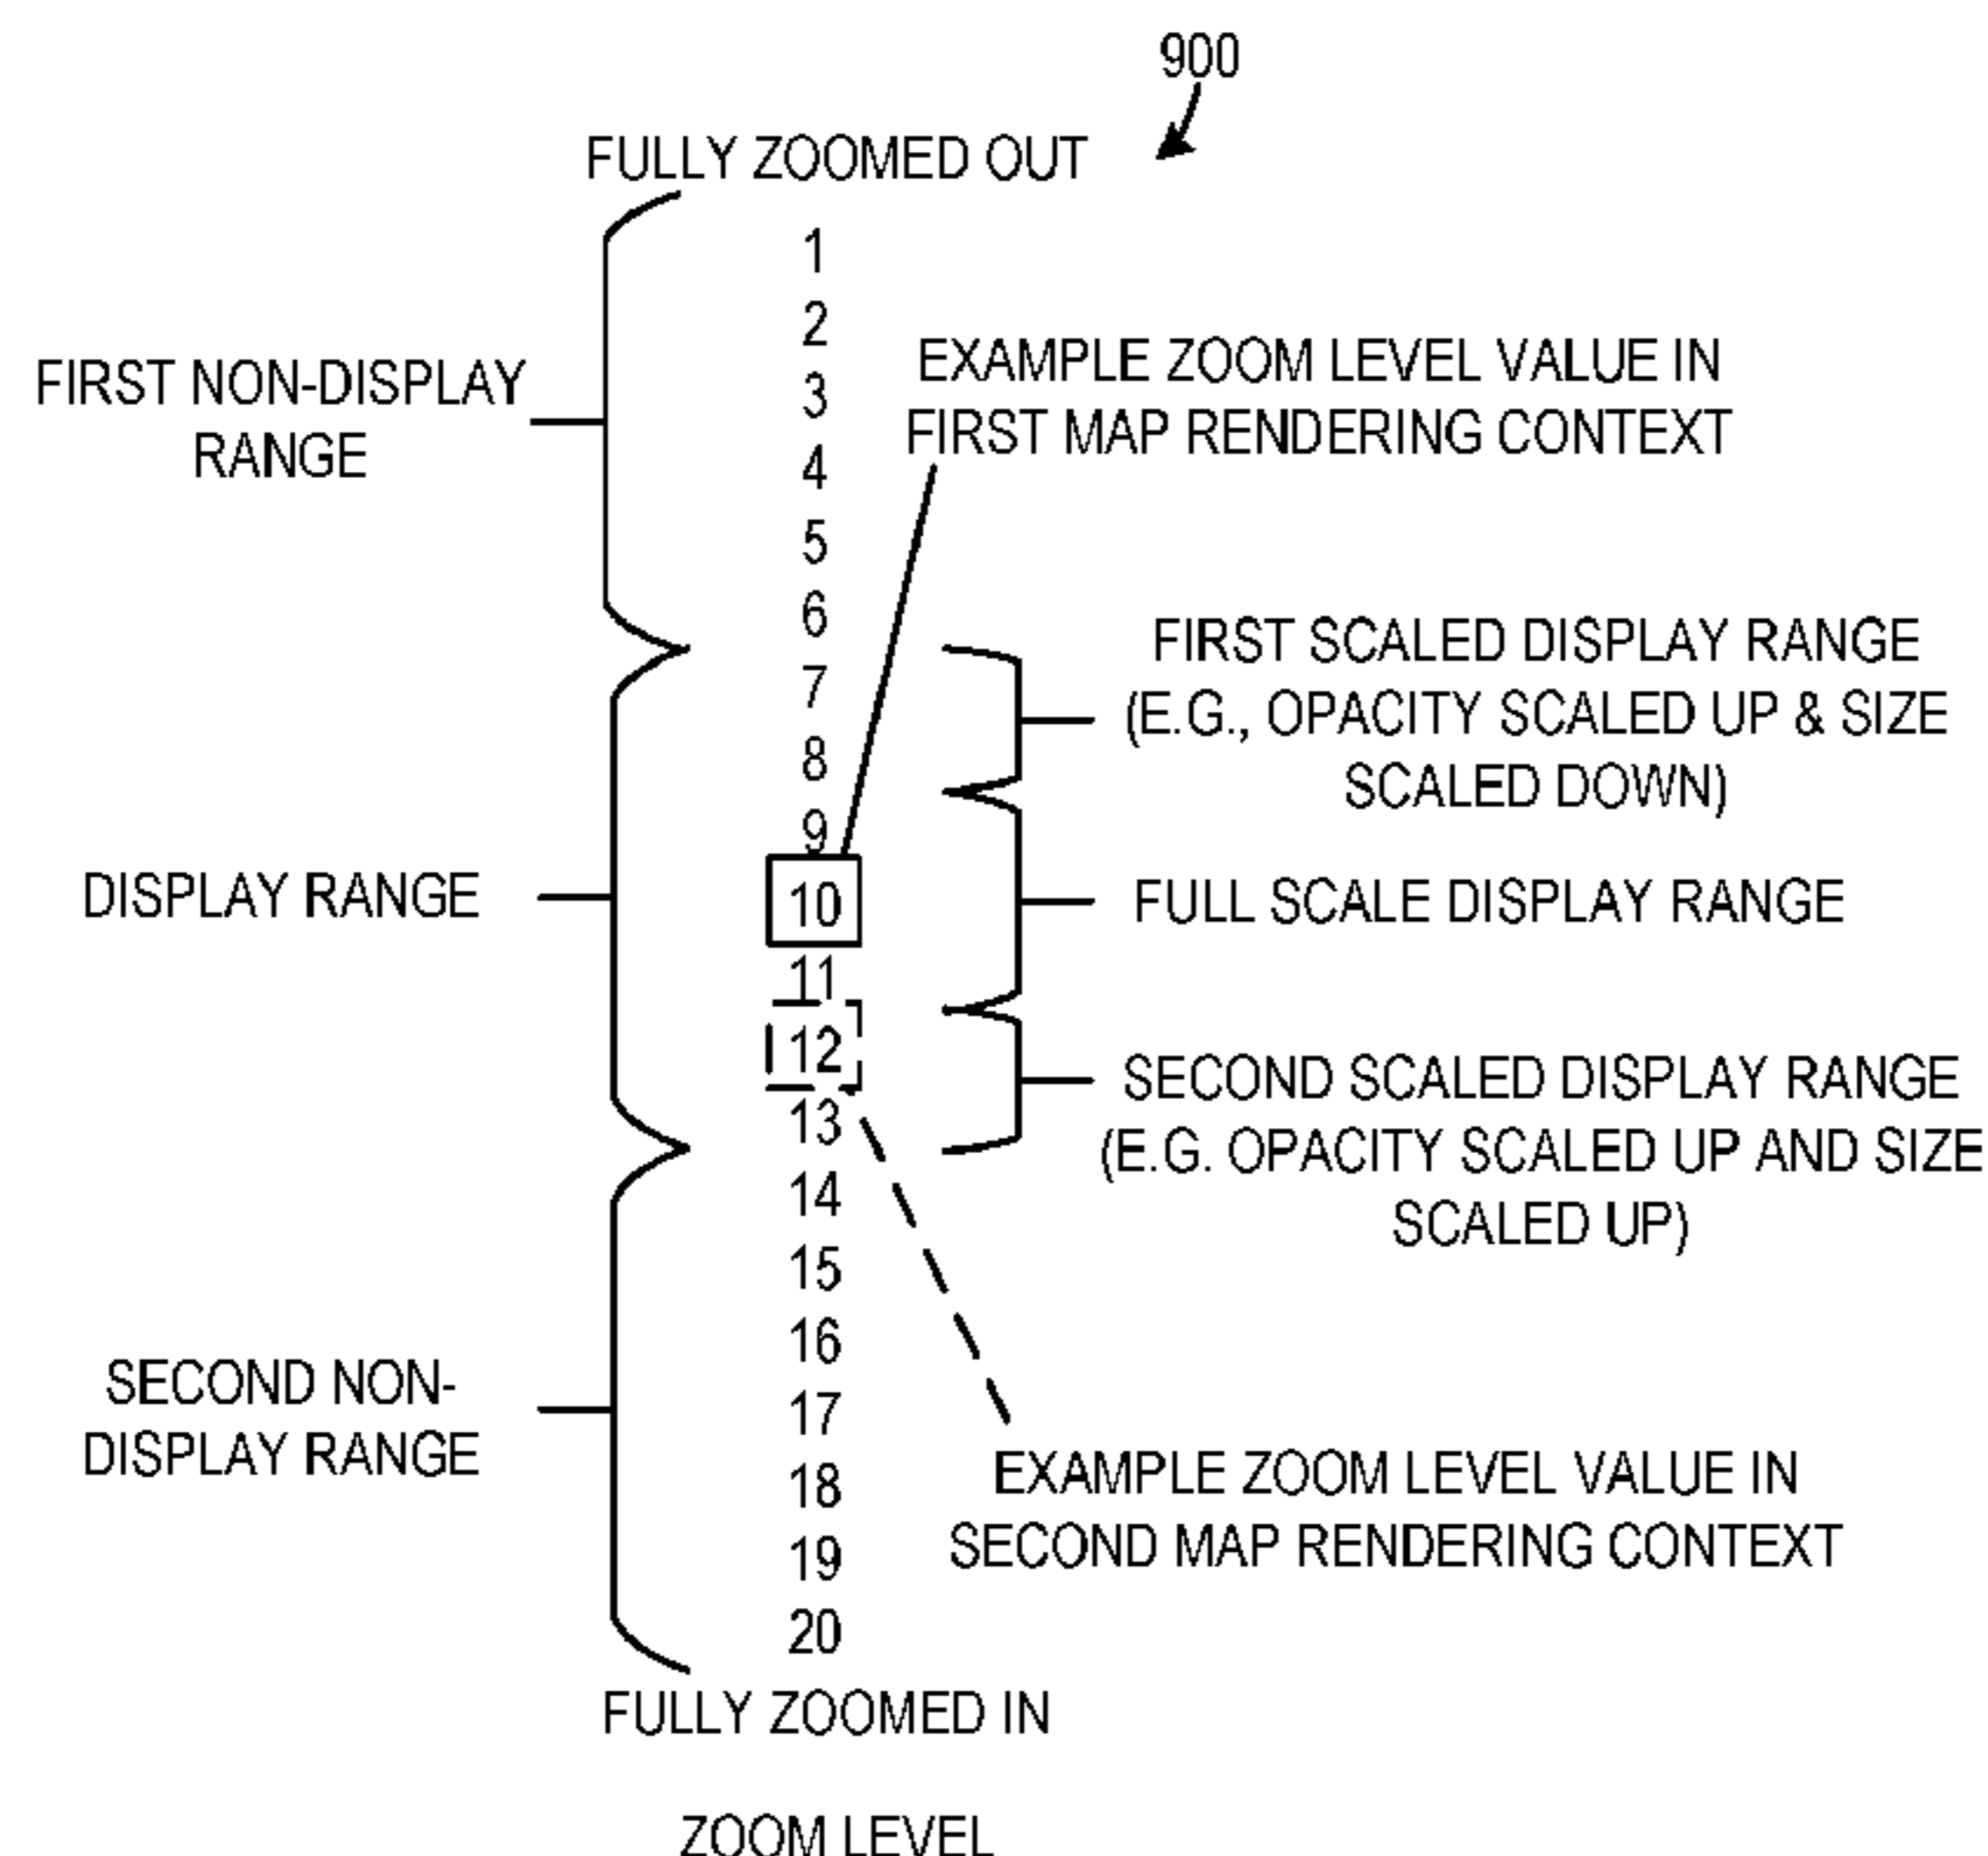 900
FULLY ZOOMED OUT
1
2
3
4
5
6
7
8
9
10
11
12
13
14
15
16
17
18
19
20
FULLY ZOOMED IN
ZOOM LEVEL
FIRST NON-DISPLAY
RANGE
DISPLAY RANGE
SECOND NON-
DISPLAY RANGE
EXAMPLE ZOOM LEVEL VALUE IN
FIRST MAP RENDERING CONTEXT
FIRST SCALED DISPLAY RANGE
(E.G., OPACITY SCALED UP & SIZE
SCALED DOWN)
FULL SCALE DISPLAY RANGE
SECOND SCALED DISPLAY RANGE
(E.G. OPACITY SCALED UP AND SIZE
SCALED UP)
EXAMPLE ZOOM LEVEL VALUE IN
SECOND MAP RENDERING CONTEXT